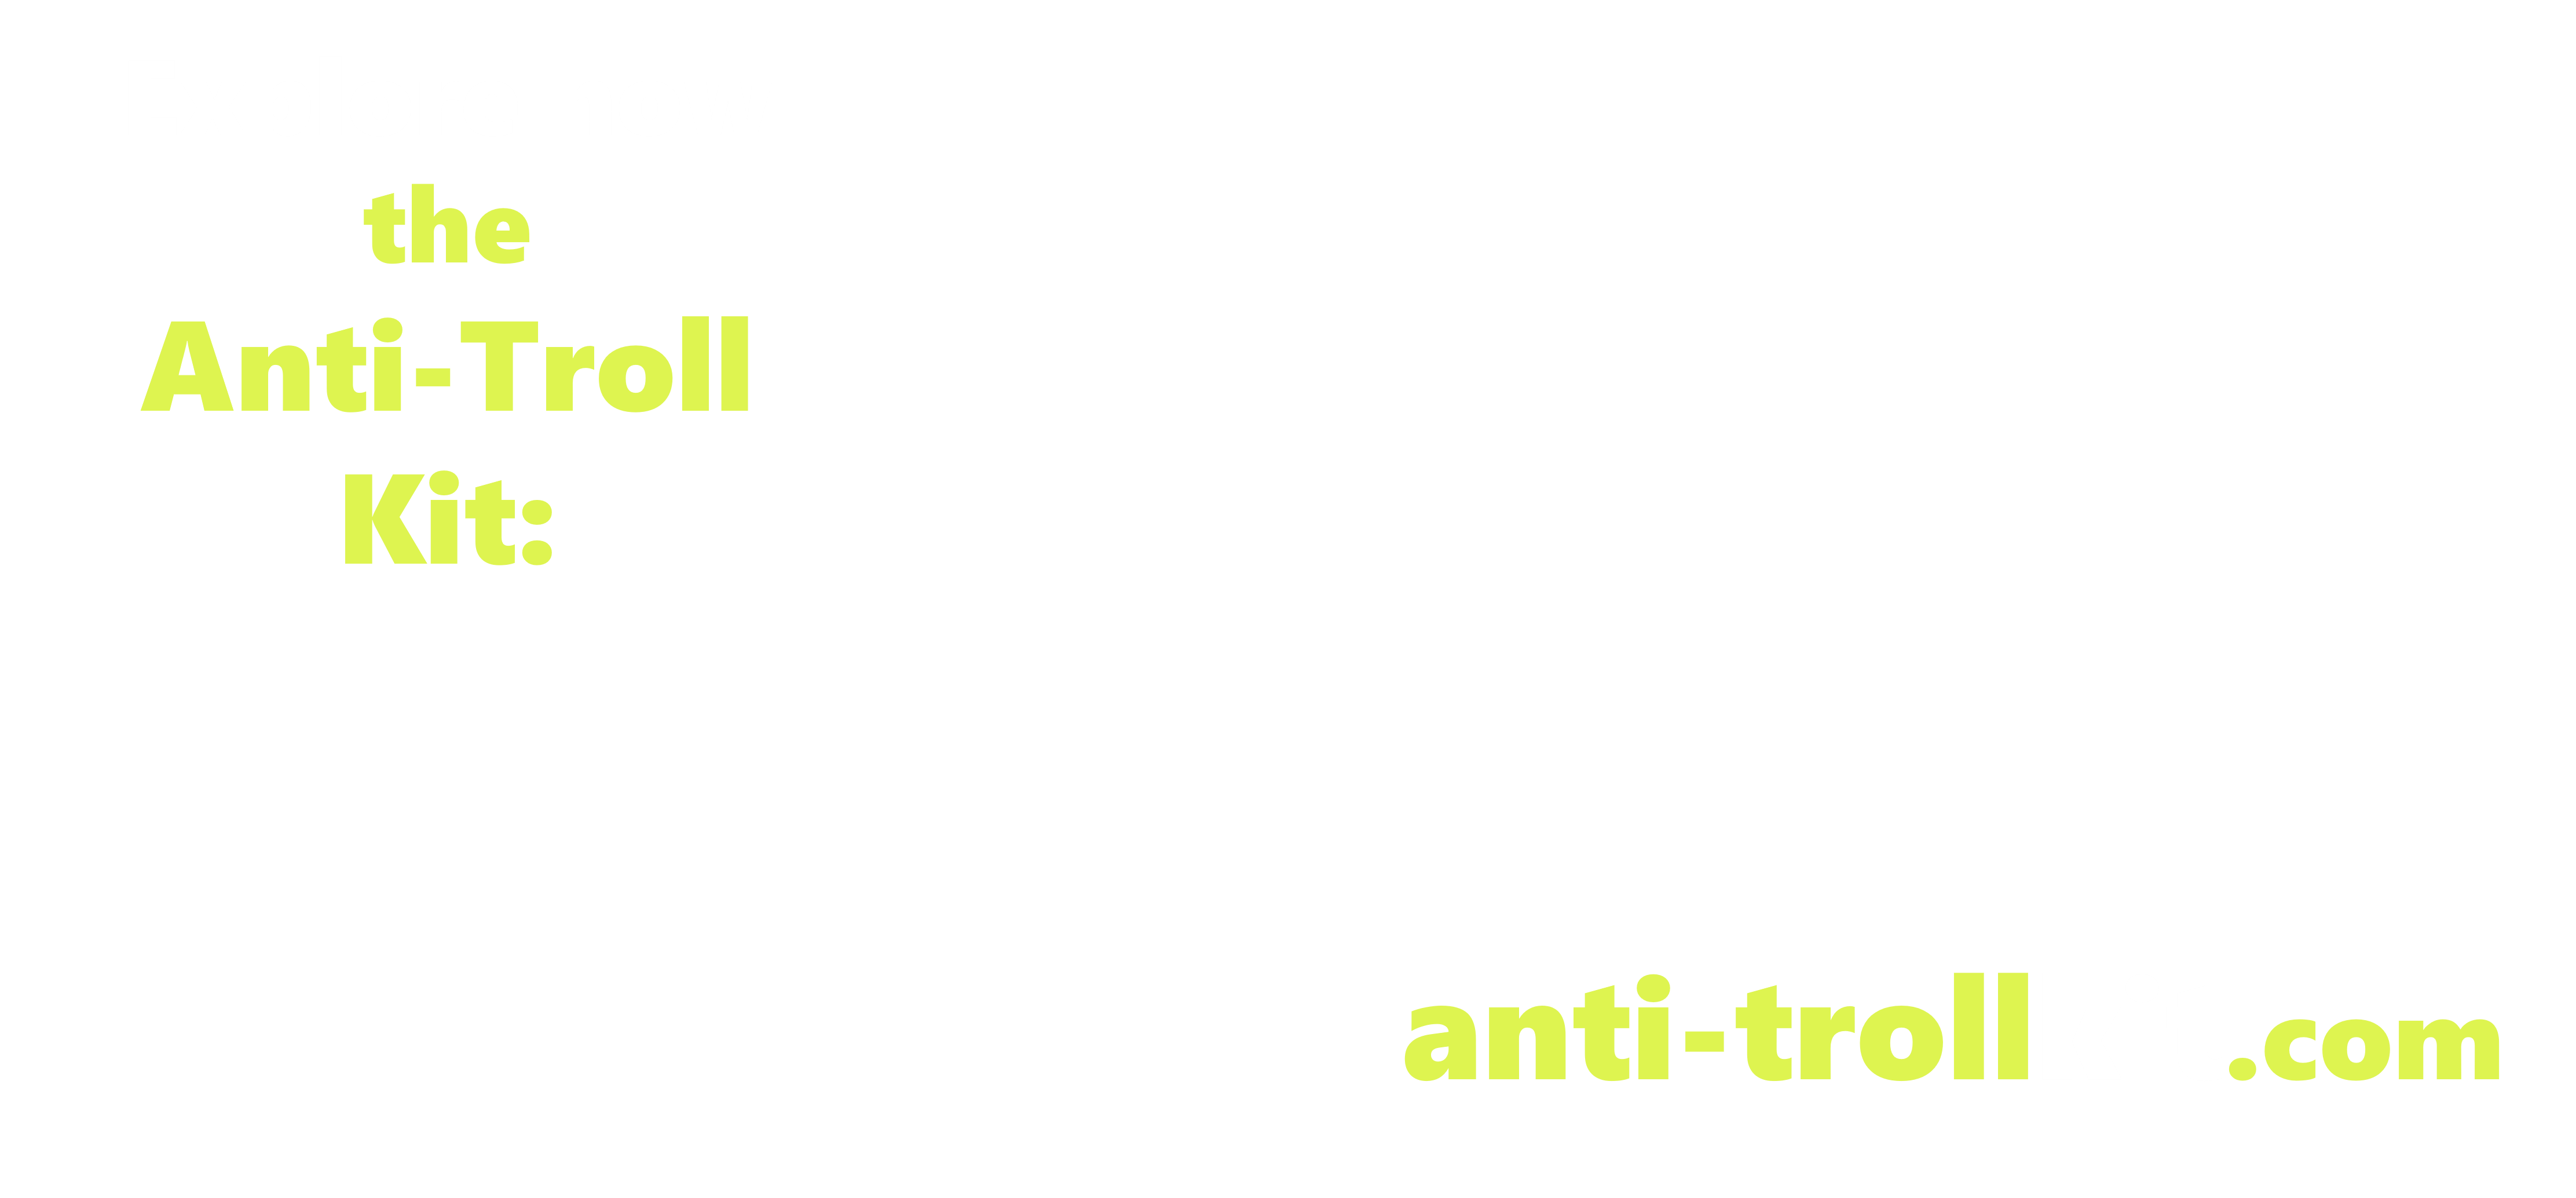 the
Anti-Troll
Kit:
anti-troll .com